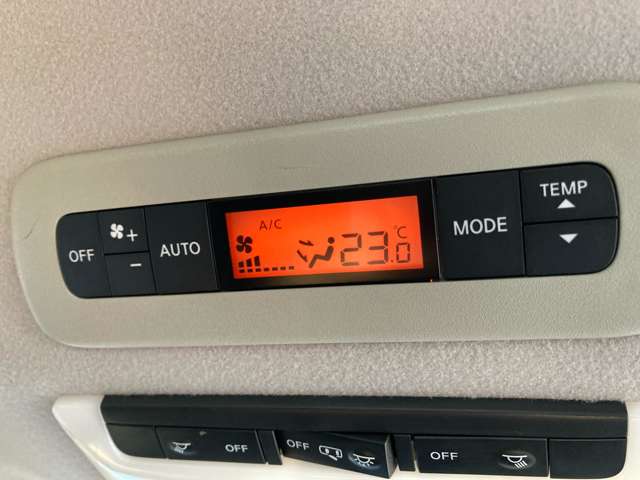 OFF
+
−
AUTO
A/C
23.0 °C
MODE
TEMP
OFF
OFF
OFF